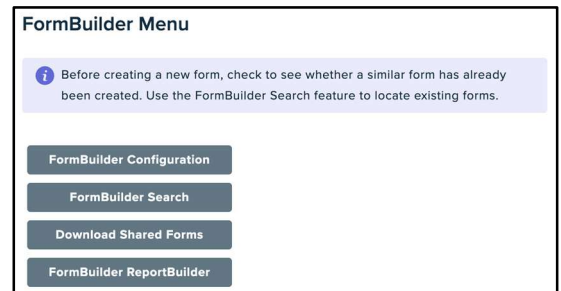 FormBuilder Menu
Before creating a new form, check to see whether a similar form has already
been created. Use the FormBuilder Search feature to locate existing forms.
FormBuilder Configuration
FormBuilder Search
Download Shared Forms
FormBuilder ReportBuilder